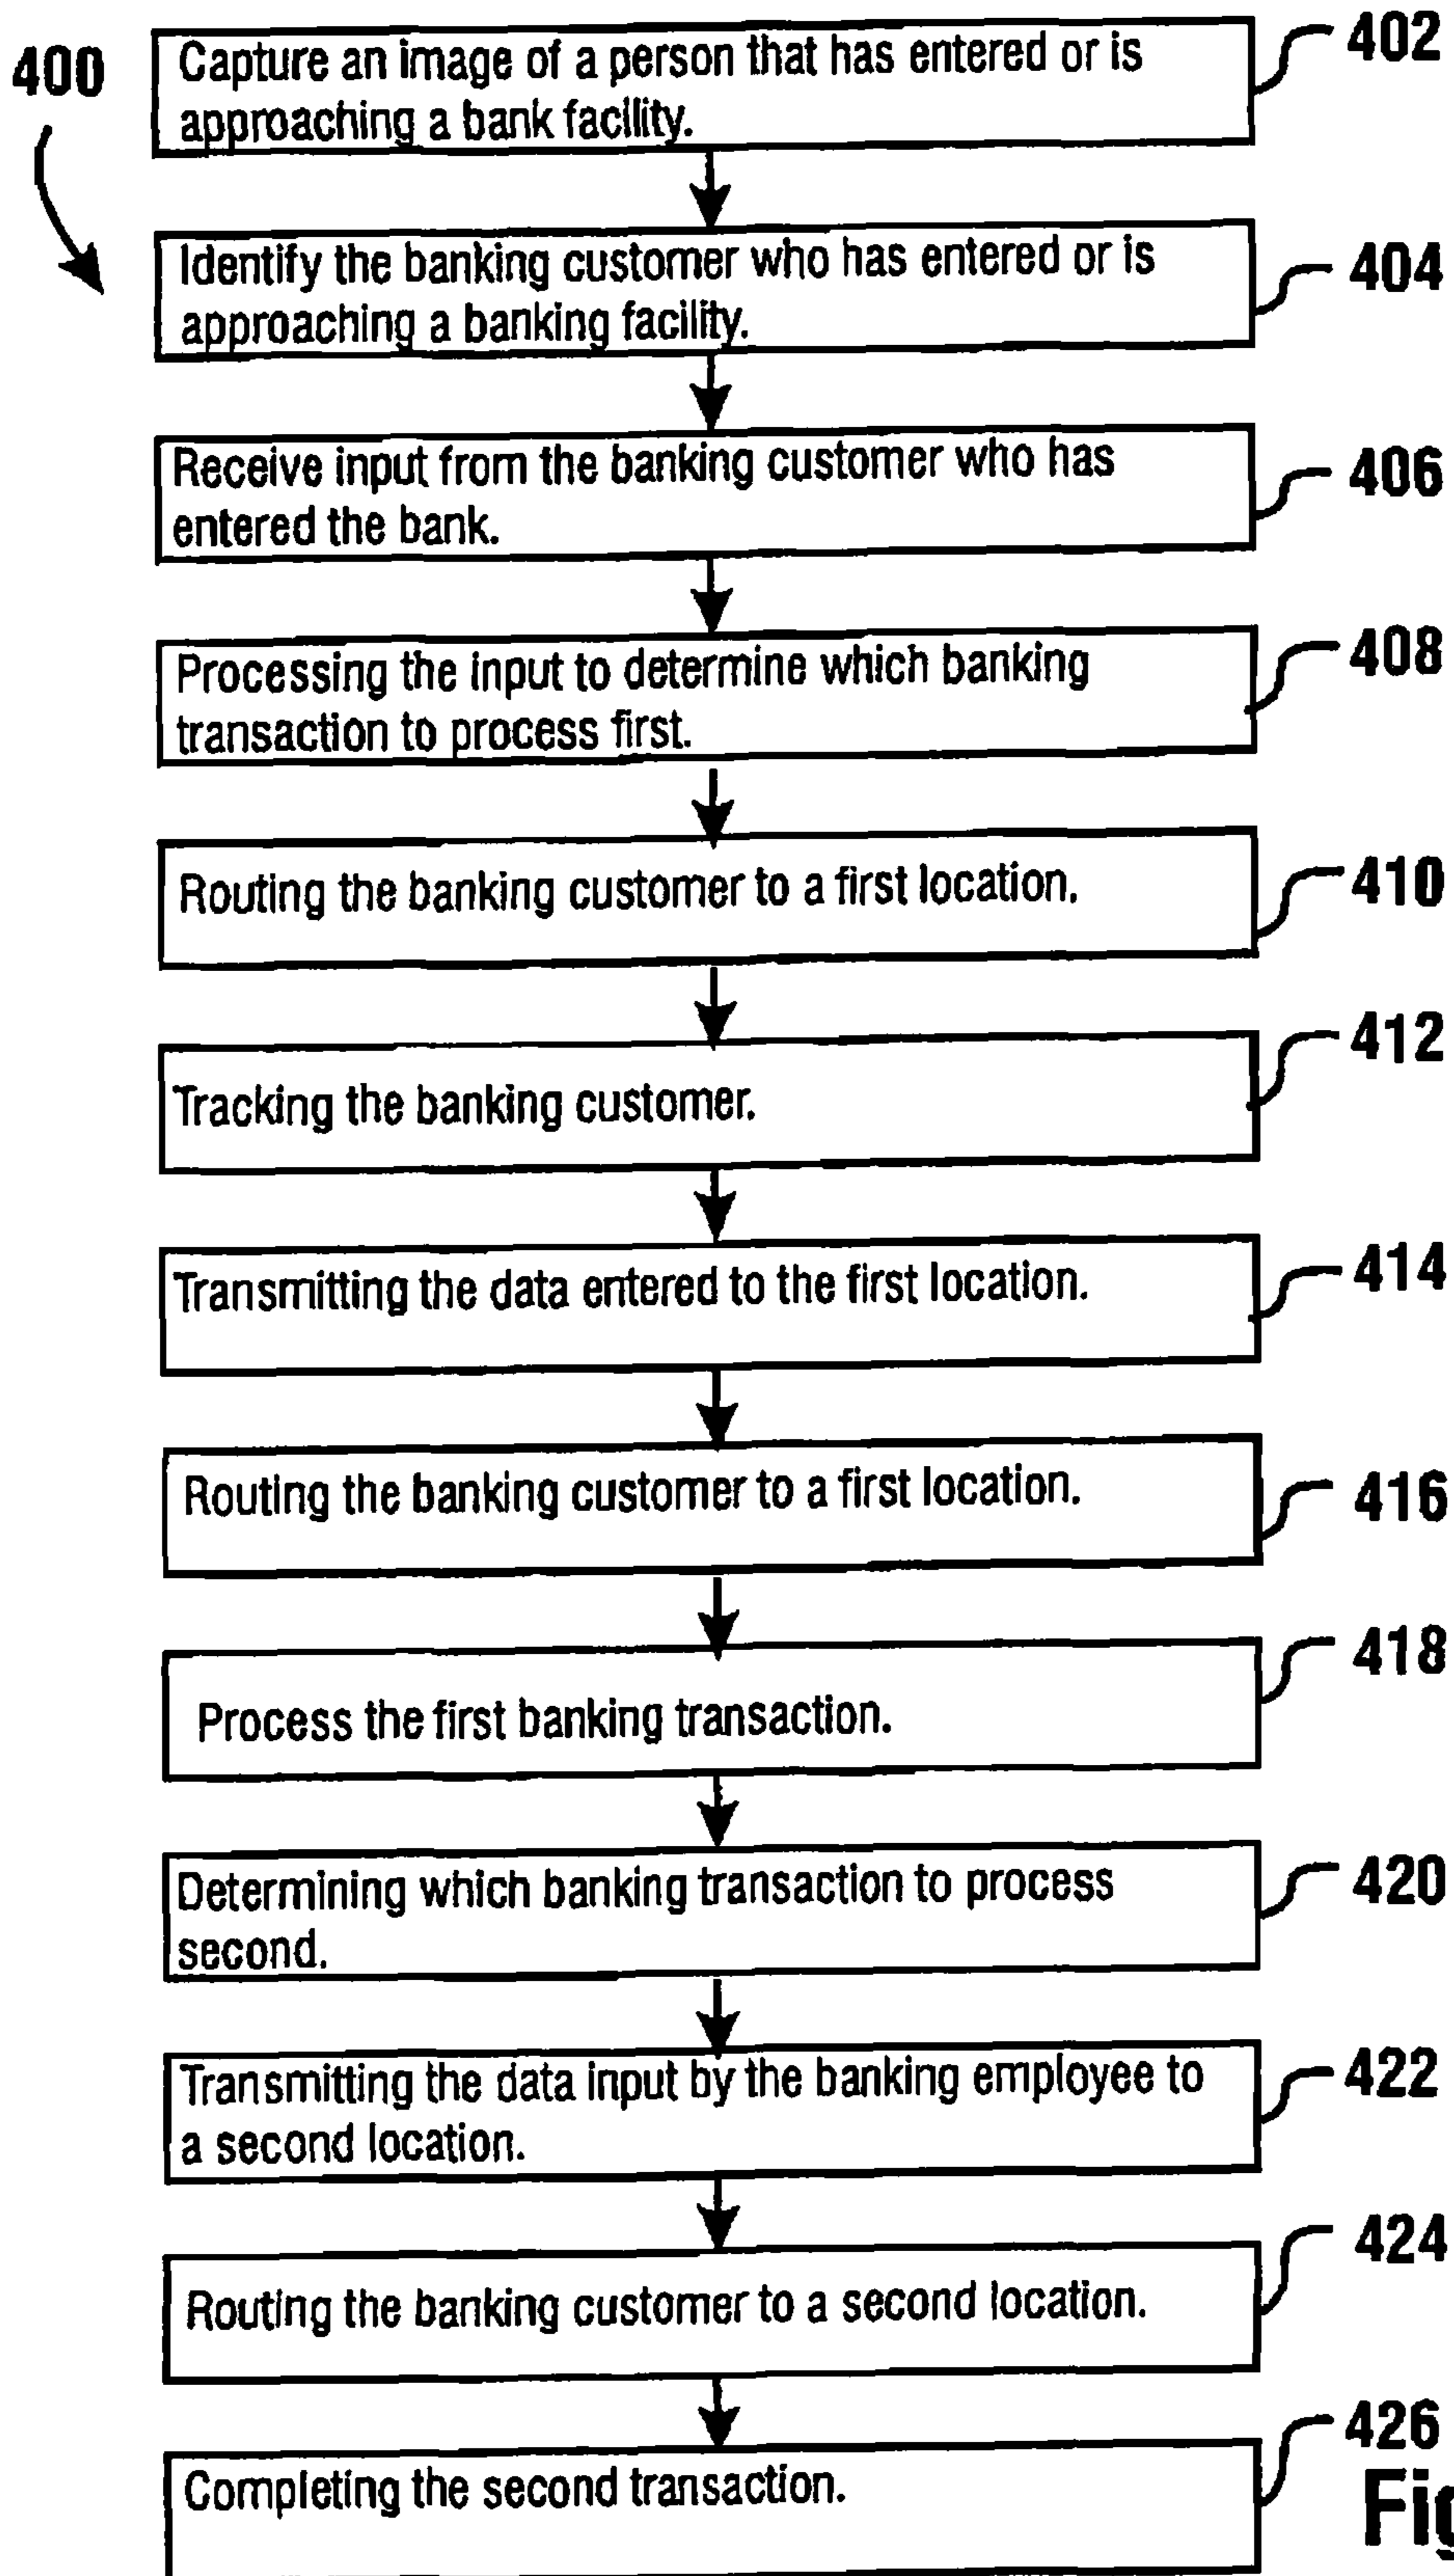 400
Capture an image of a person that has entered or is
approaching a bank facility.
402
Identify the banking customer who has entered or is
approaching a banking facility.
404
Receive input from the banking customer who has
entered the bank.
406
Processing the input to determine which banking
transaction to process first.
408
Routing the banking customer to a first location.
410
Tracking the banking customer.
412
Transmitting the data entered to the first location.
414
Routing the banking customer to a first location.
416
Process the first banking transaction.
418
Determining which banking transaction to process
second.
420
Transmitting the data input by the banking employee to
a second location.
422
Routing the banking customer to a second location.
424
Completing the second transaction.
426